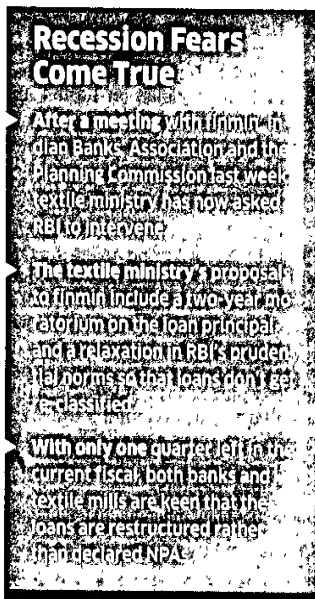 Recession Fears
Come True
After a meeting with finmin, In-
dian Banks' Association and the
Planning Commission last week
textile ministry has now asked
RBI to intervene
The textile ministry's proposals
to finmin include a two-year mo-
ratorium on the loan principal
and a relaxation in RBI's pruden-
tial norms so that loans don't get
re-classified
With only one quarter left in the
current fiscal, both banks and
textile mills are keen that the
loans are restructured rather
than declared NPAs